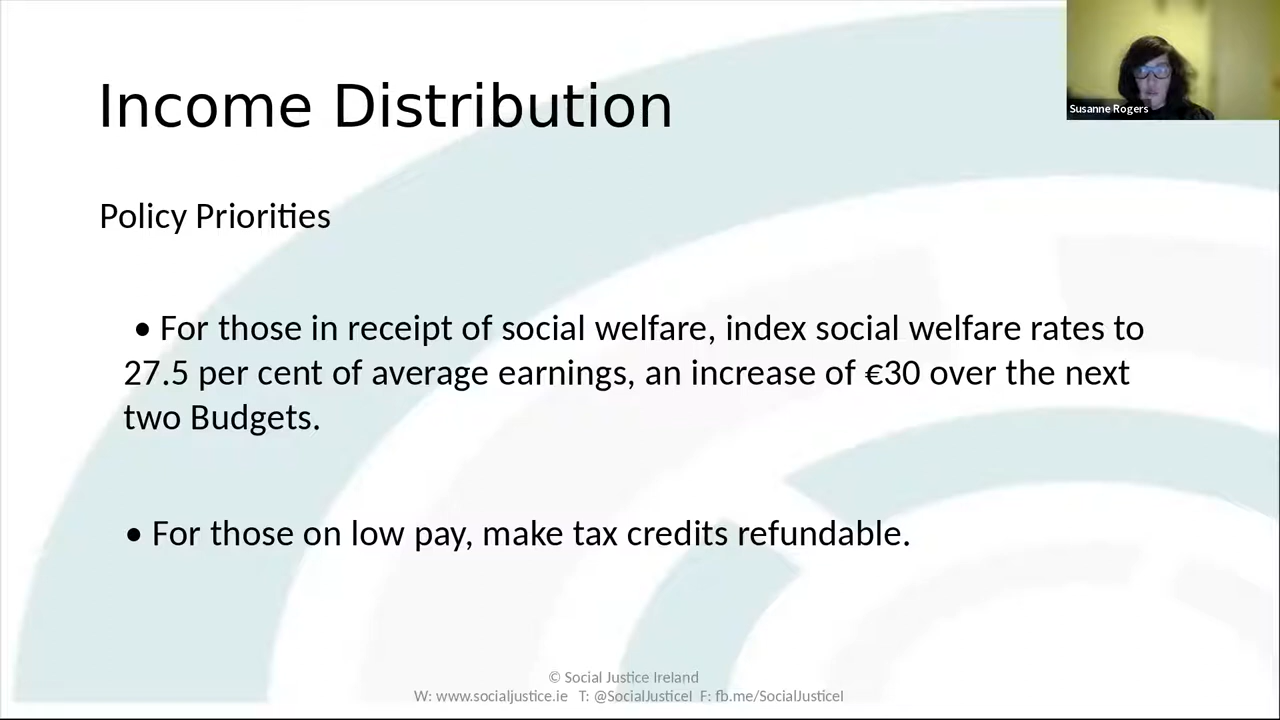 Susanne Rogers
Income Distribution
Policy Priorities
• For those in receipt of social welfare, index social welfare rates to
27.5 per cent of average earnings, an increase of €30 over the next
two Budgets.
• For those on low pay, make tax credits refundable.
© Social Justice Ireland
W: www.socialjustice.ie T: @SocialJusticeI F: fb.me/SocialJusticeI